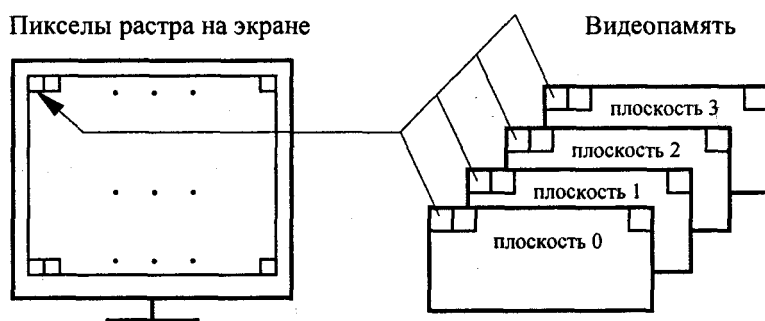 Пикселы растра на экране
Видеопамять
плоскость 3
плоскость 2
плоскость 1
плоскость 0